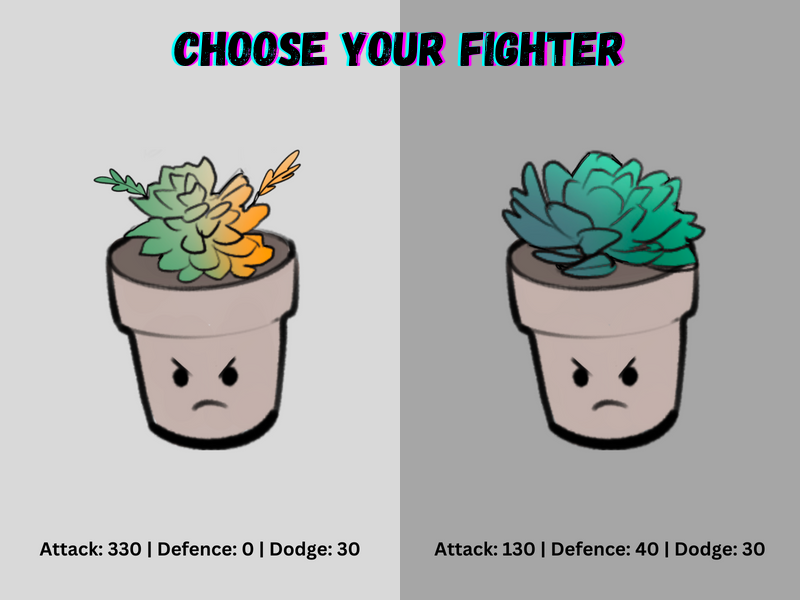 CHOOSE YOUR FIGHTER
Attack: 330 | Defence: 0 | Dodge: 30
Attack: 130 | Defence: 40 | Dodge: 30